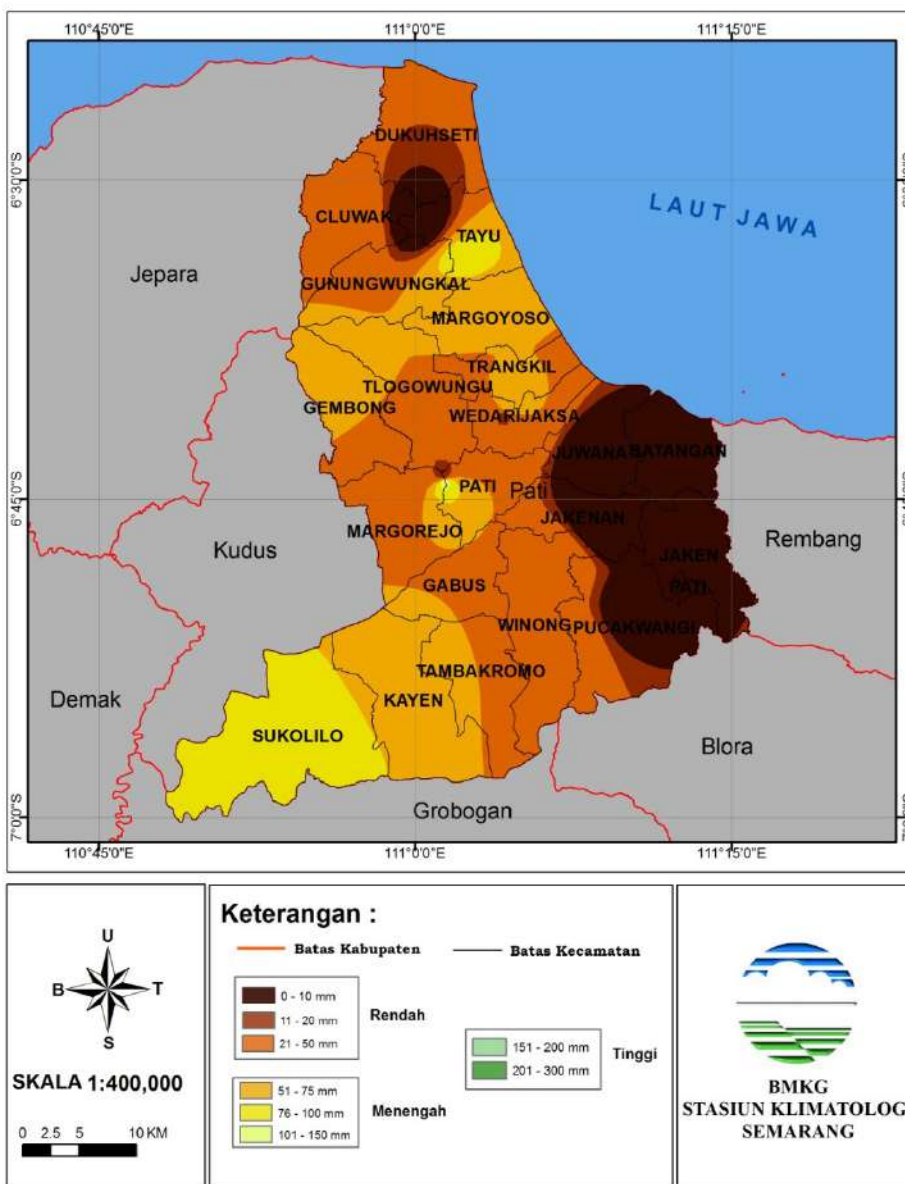 110°45'0"E 111°0'0"E 111°15'0"E
6°30'0"S
6°45'0"S
7°0'0"S
DUKUHSETI
CLUWAK
TAYU
LAUT JAWA
Jepara
GUNUNGWUNGKAL
MARGOYOSO
TRANGKIL
TLOGOWUNGU
GEMBONG
WEDARIJAKSA
JUWANA
BATANGAN
PATI
Pati
MARGOREJO
JAKENAN
Kudus
Rembang
JAKEN
GABUS
PATI
WINONG
PUCAKWANGI
TAMBAKROMO
Demak
KAYEN
SUKOLILO
Blora
Grobogan
110°45'0"E 111°0'0"E 111°15'0"E
U
B T
S
SKALA 1:400,000
0 2.5 5 10 KM
Keterangan :
Batas Kabupaten Batas Kecamatan
0 - 10 mm
11 - 20 mm
21 - 50 mm
Rendah
51 - 75 mm
76 - 100 mm
101 - 150 mm
Menengah
151 - 200 mm
201 - 300 mm
Tinggi
BMKG
STASIUN KLIMATOLOG
SEMARANG